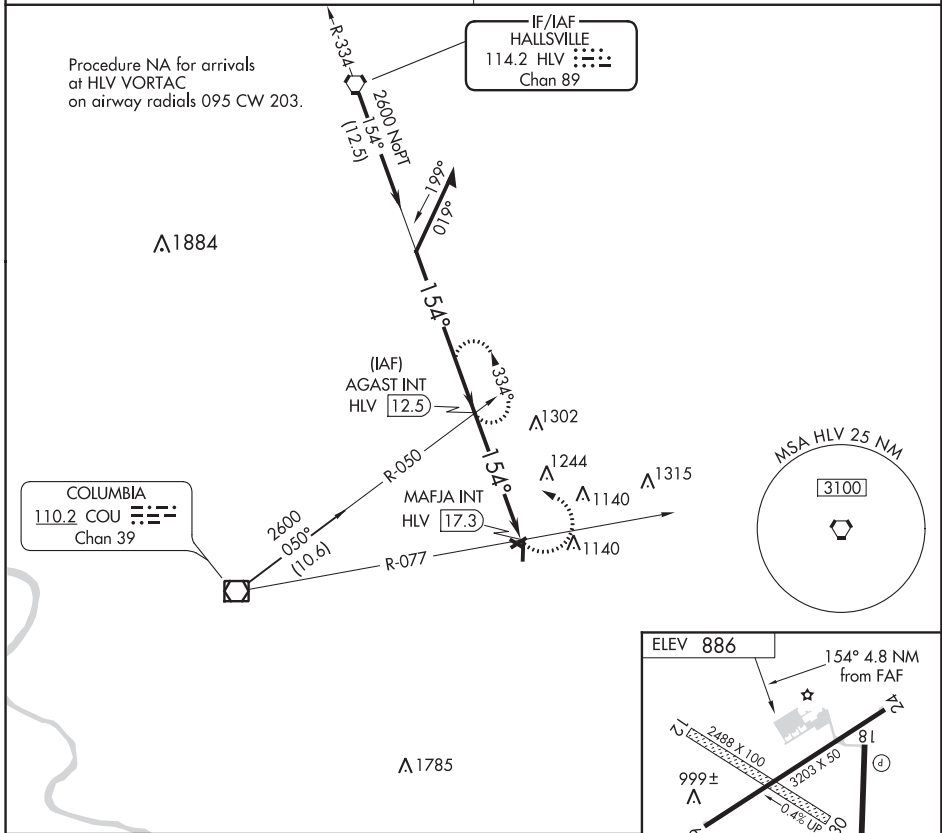 Procedure NA for arrivals
at HLV VORTAC
on airway radials 095 CW 203.
R-334
IF/IAF
HALLSVILLE
114.2 HLV
Chan 89
2600 NoPT
154°
(12.5)
199°
019°
1884
154°
(IAF)
AGAST INT
HLV 12.5
334°
1302
R-050
154°
1244
1315
1140
MAFJA INT
HLV 17.3
1140
COLUMBIA
110.2 COU
Chan 39
2600
050°
(10.6)
R-077
MSA HLV 25 NM
3100
ELEV 886
154° 4.8 NM
from FAF
24
12
2488 X 100
18
P
3203 X 50
999±
0.4% UP
30
1785